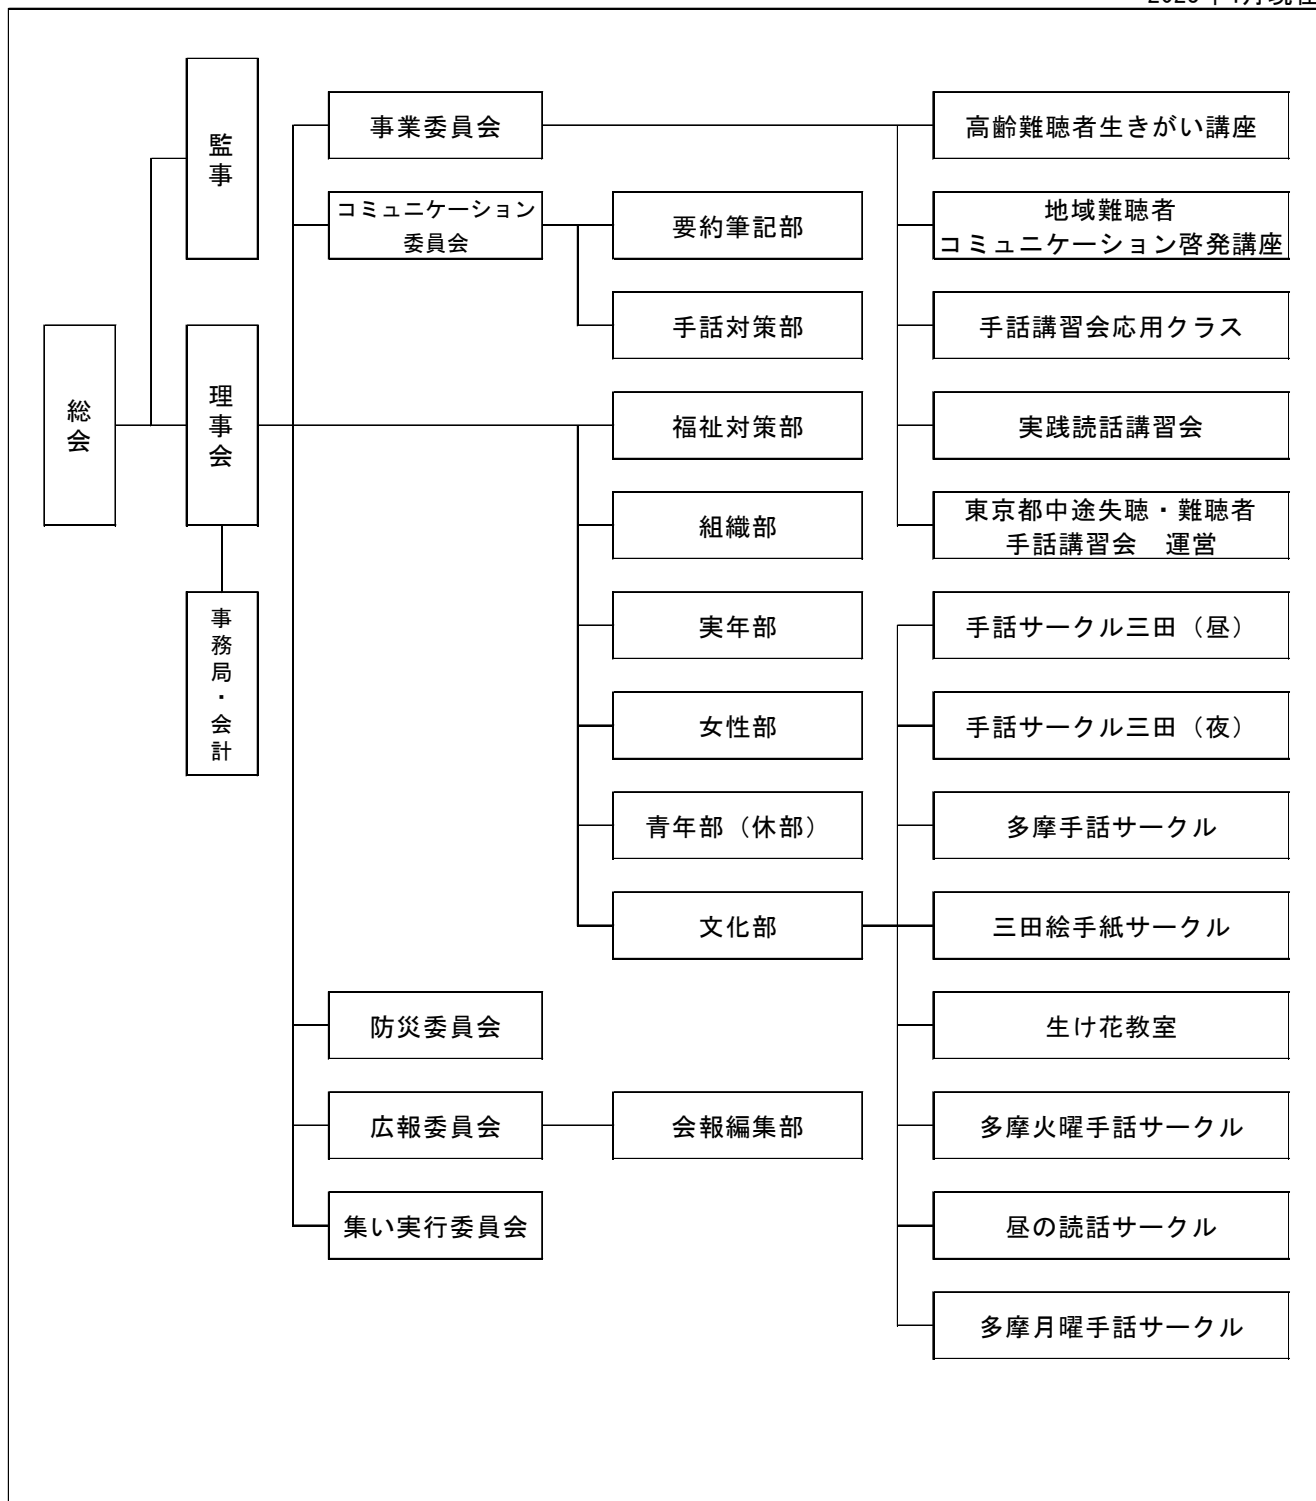 監事
総会
理事会
事務局・会計
事業委員会
コミュニケーション
委員会
要約筆記部
手話対策部
福祉対策部
組織部
実年部
女性部
青年部（休部）
文化部
防災委員会
広報委員会
会報編集部
集い実行委員会
高齢難聴者生きがい講座
地域難聴者
コミュニケーション啓発講座
手話講習会応用クラス
実践読話講習会
東京都中途失聴・難聴者
手話講習会　運営
手話サークル三田（昼）
手話サークル三田（夜）
多摩手話サークル
三田絵手紙サークル
生け花教室
多摩火曜手話サークル
昼の読話サークル
多摩月曜手話サークル